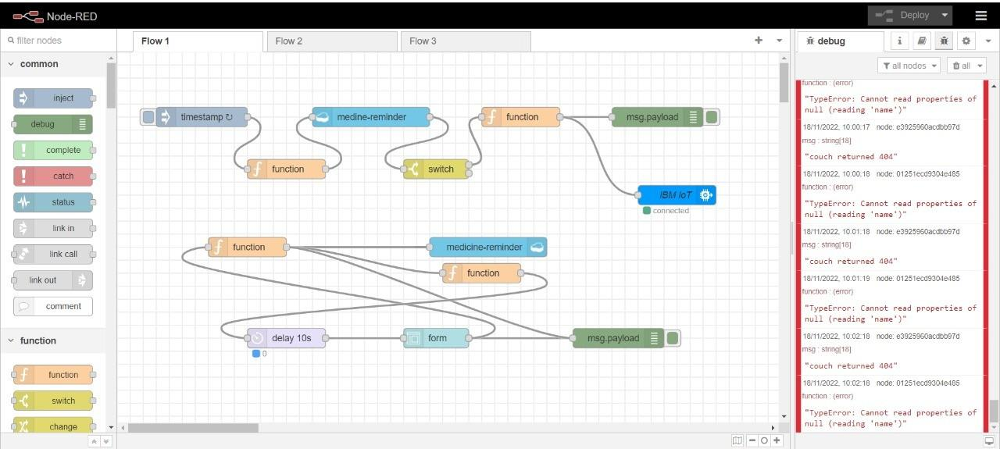 Node-RED
Deploy
filter nodes
Flow 1
Flow 2
Flow 3
debug
i
all nodes
all
common
inject
debug
complete
catch
status
link in
link call
link out
comment
function
function
switch
change
timestamp ↻
medine-reminder
function
msg.payload
function
switch
IBM IoT
connected
function
medicine-reminder
function
delay 10s
0
form
msg.payload
function : (error)
"TypeError: Cannot read properties of
null (reading 'name')"
18/11/2022, 10:00:17 node: e3925960acdbb97d
msg : string[18]
"couch returned 404"
18/11/2022, 10:00:18 node: 01251ecd9304e485
function : (error)
"TypeError: Cannot read properties of
null (reading 'name')"
18/11/2022, 10:01:18 node: e3925960acdbb97d
msg : string[18]
"couch returned 404"
18/11/2022, 10:01:19 node: 01251ecd9304e485
function : (error)
"TypeError: Cannot read properties of
null (reading 'name')"
18/11/2022, 10:02:18 node: e3925960acdbb97d
msg : string[18]
"couch returned 404"
18/11/2022, 10:02:18 node: 01251ecd9304e485
function : (error)
"TypeError: Cannot read properties of
null (reading 'name')"